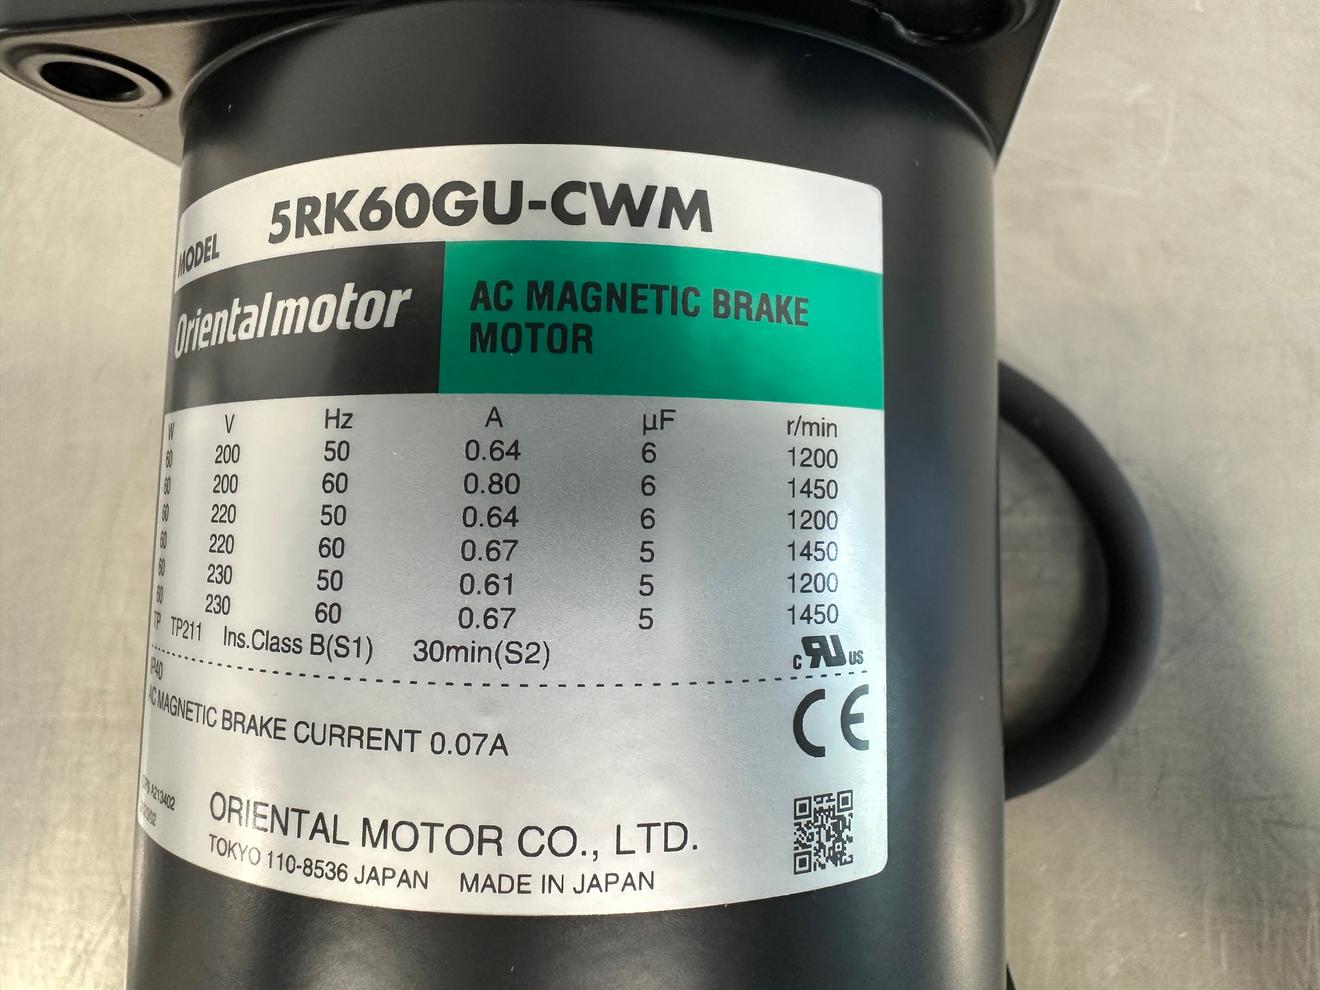 MODEL 5RK60GU-CWM
Orientalmotor
AC MAGNETIC BRAKE
MOTOR
W V Hz A µF r/min
60 200 50 0.64 6 1200
60 200 60 0.80 6 1450
60 220 50 0.64 6 1200
60 220 60 0.67 5 1450
60 230 50 0.61 5 1200
60 230 60 0.67 5 1450
TP TP211 Ins.Class B(S1) 30min(S2)
c RU US
IP40
AC MAGNETIC BRAKE CURRENT 0.07A
CE
A213402
ORIENTAL MOTOR CO., LTD.
TOKYO 110-8536 JAPAN MADE IN JAPAN